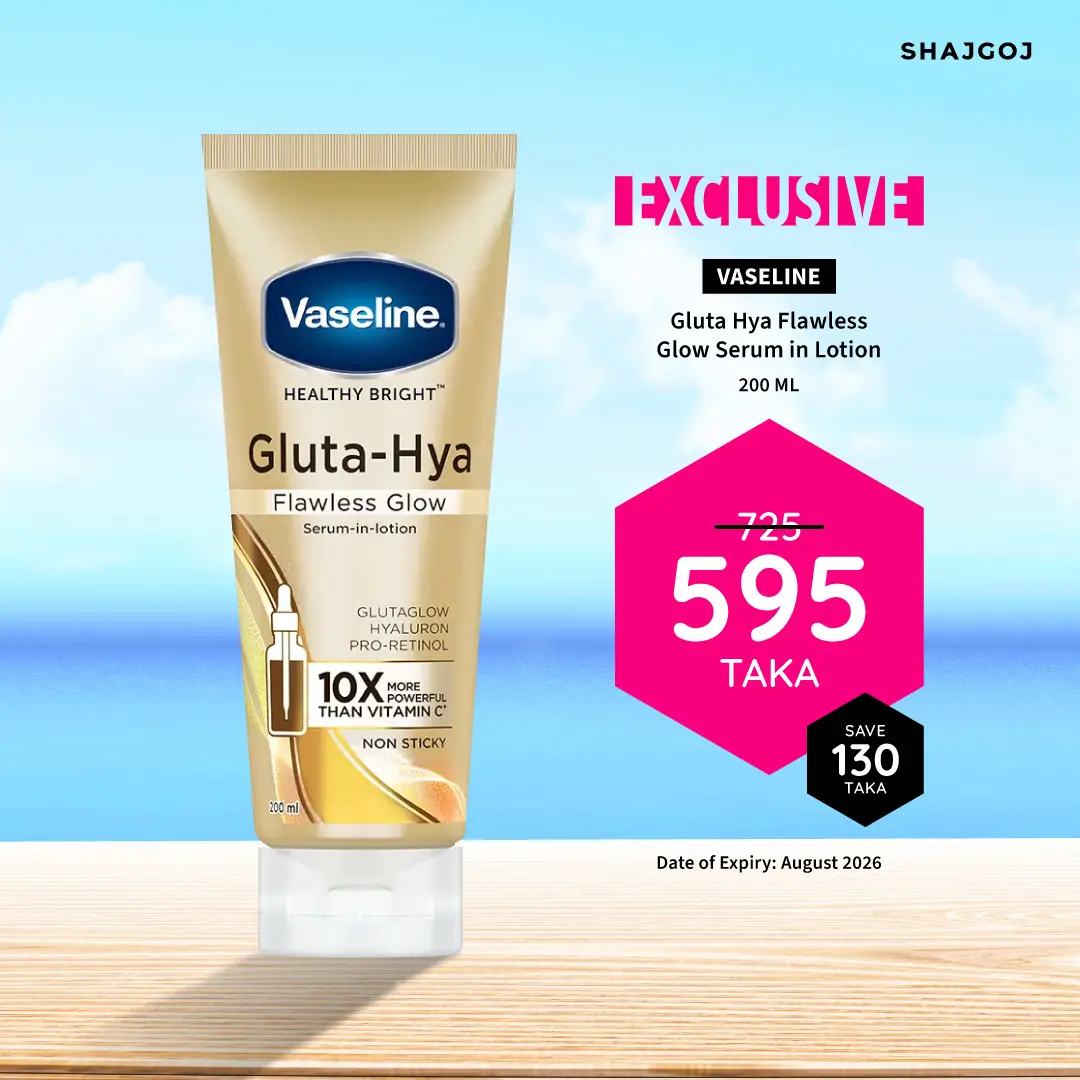 SHAJGOJ
EXCLUSIVE
VASELINE
Gluta Hya Flawless
Glow Serum in Lotion
200 ML
725
595
TAKA
SAVE
130
TAKA
Date of Expiry: August 2026
Vaseline®
HEALTHY BRIGHT™
Gluta-Hya
Flawless Glow
Serum-in-lotion
GLUTAGLOW
HYALURON
PRO-RETINOL
10X MORE
POWERFUL
THAN VITAMIN C*
NON STICKY
200 ml